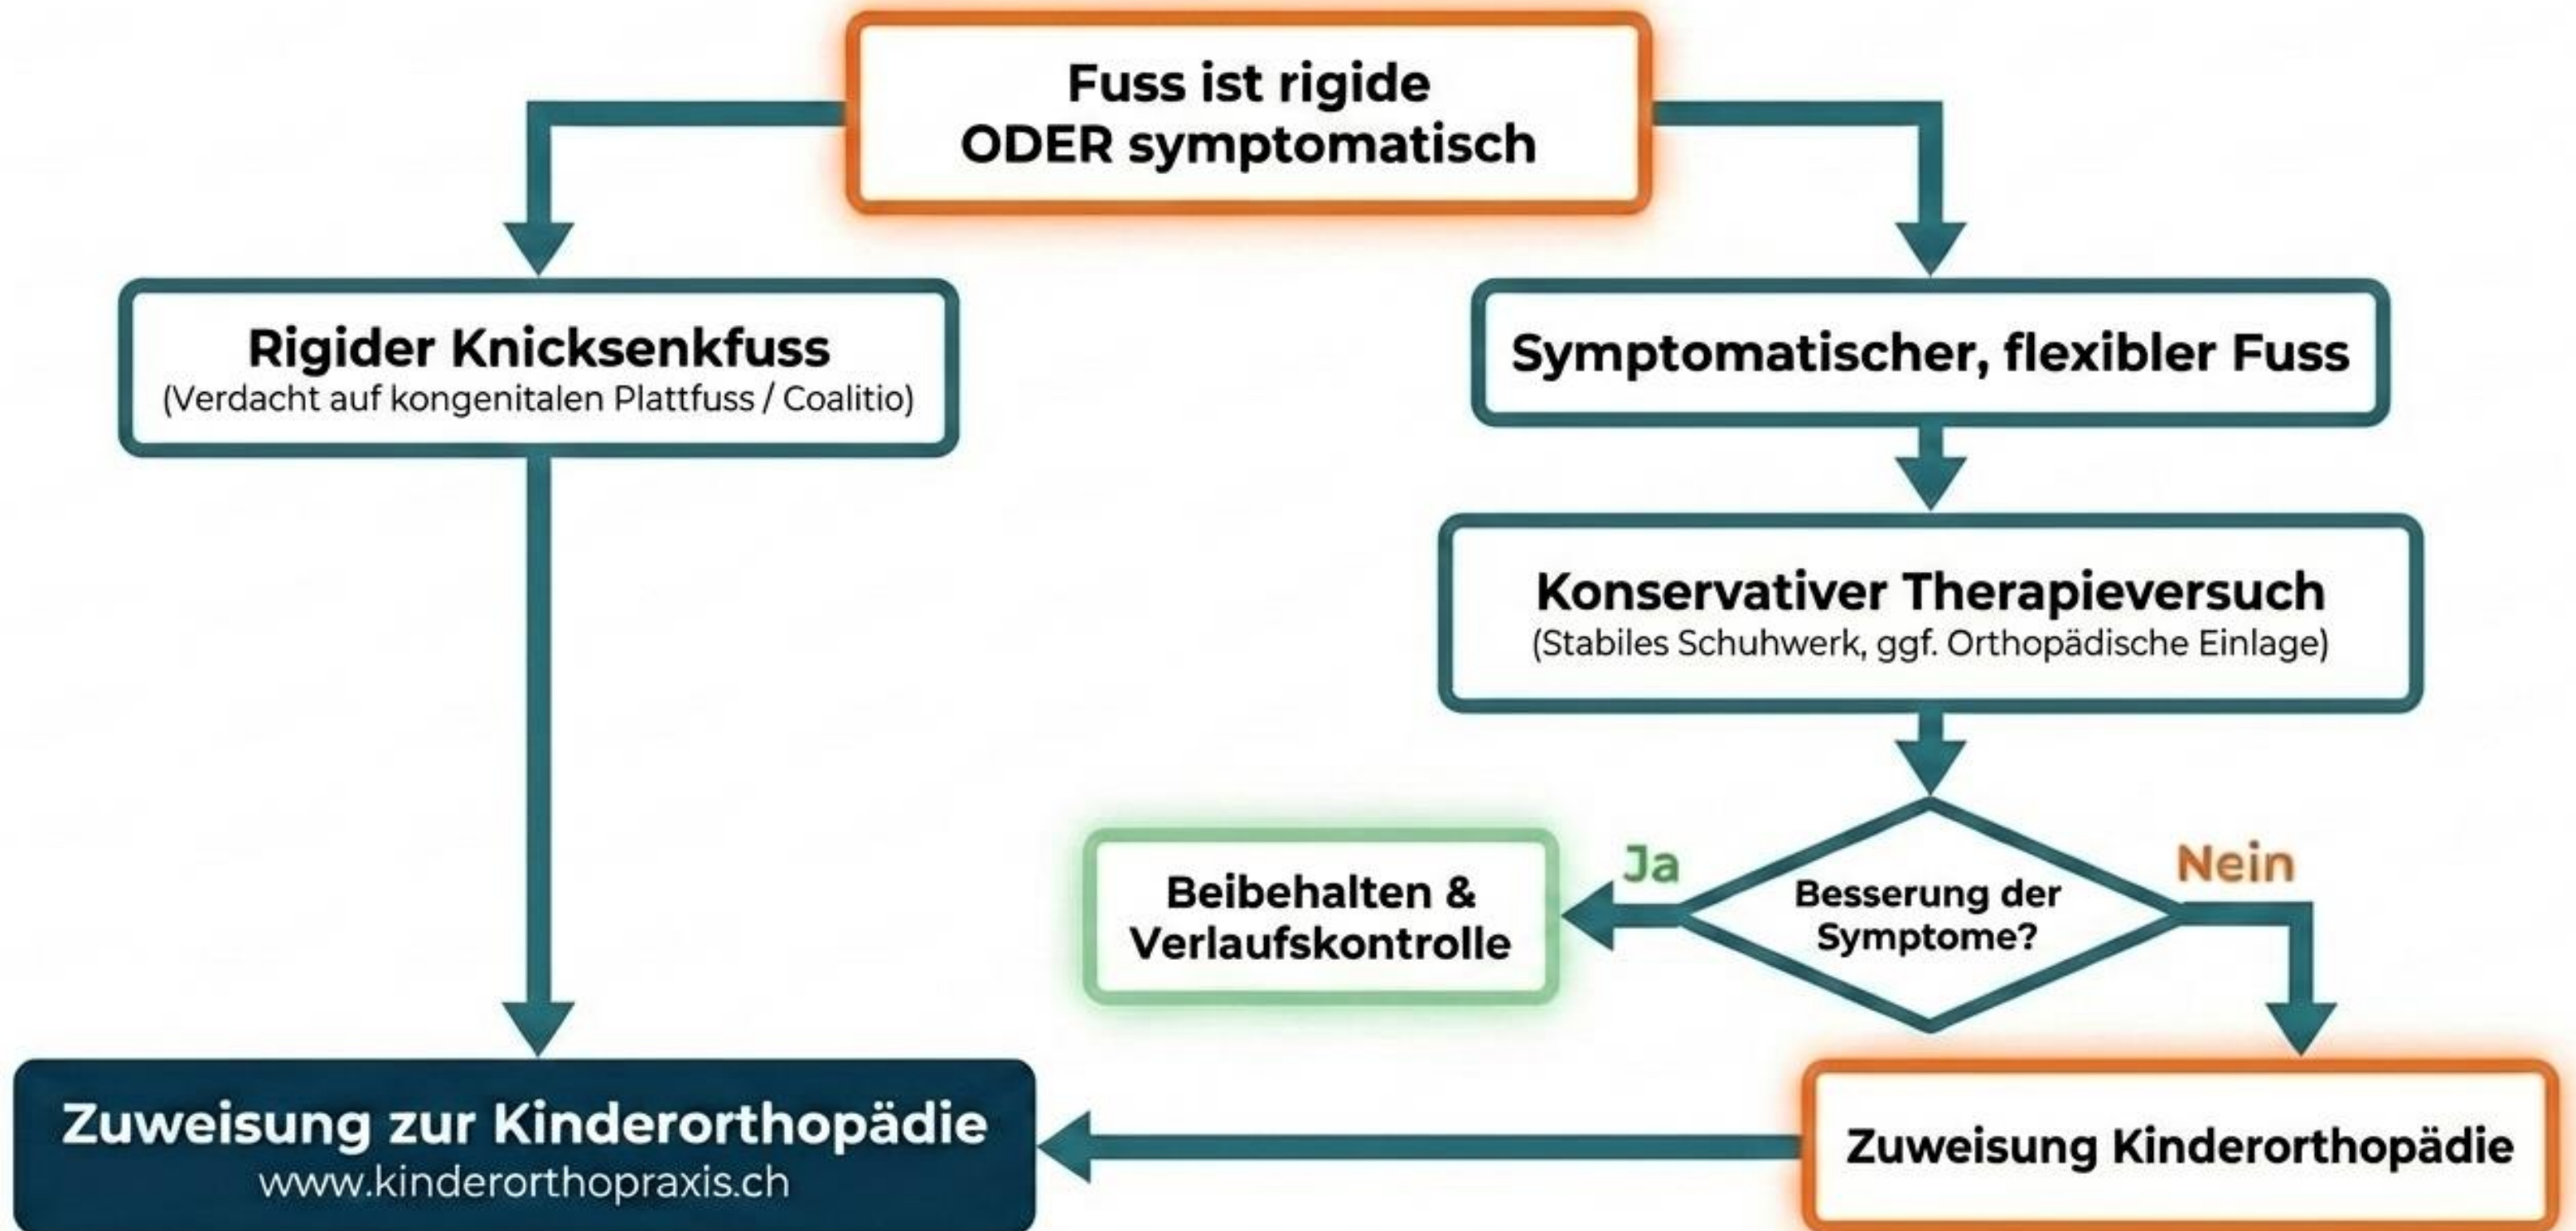 Fuss ist rigide
ODER symptomatisch
Rigider Knicksenkfuss
(Verdacht auf kongenitalen Plattfuss / Coalitio)
Symptomatischer, flexibler Fuss
Konservativer Therapieversuch
(Stabiles Schuhwerk, ggf. Orthopädische Einlage)
Ja
Nein
Beibehalten &
Verlaufskontrolle
Besserung der
Symptome?
Zuweisung zur Kinderorthopädie
www.kinderorthopraxis.ch
Zuweisung Kinderorthopädie